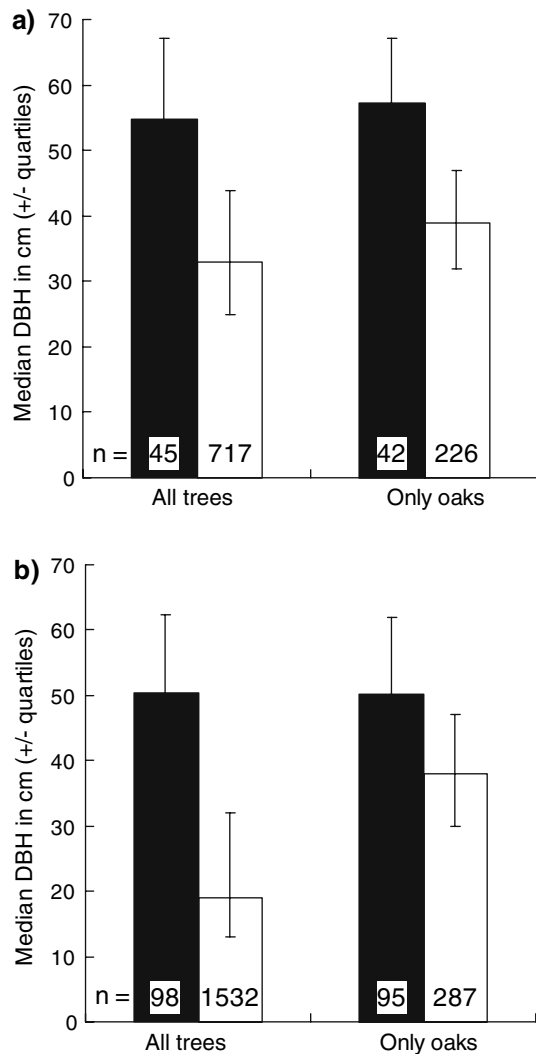 a)
Median DBH in cm (+/- quartiles)
70
60
50
40
30
20
10
0
n = 45 717 42 226
All trees Only oaks
b)
Median DBH in cm (+/- quartiles)
70
60
50
40
30
20
10
0
n = 98 1532 95 287
All trees Only oaks